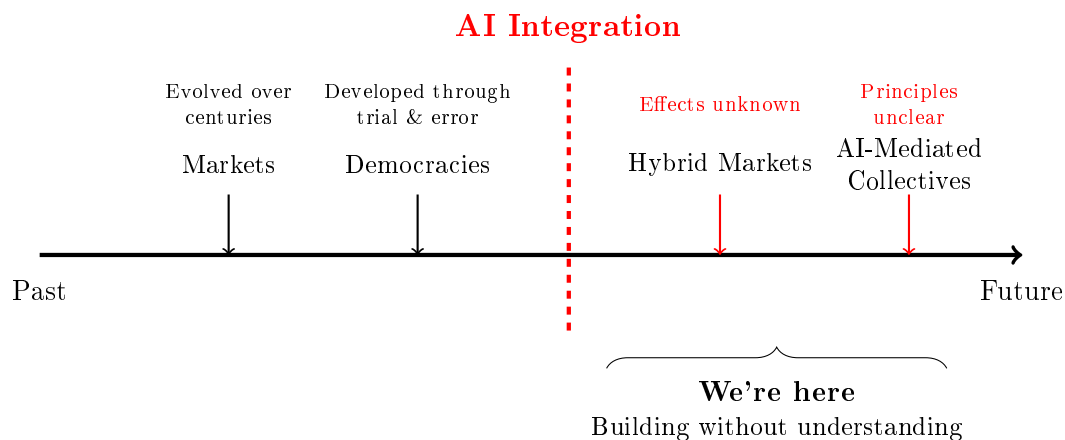 AI Integration
Evolved over
centuries
Markets
Developed through
trial & error
Democracies
Effects unknown
Hybrid Markets
Principles
unclear
AI-Mediated
Collectives
Past
Future
We're here
Building without understanding